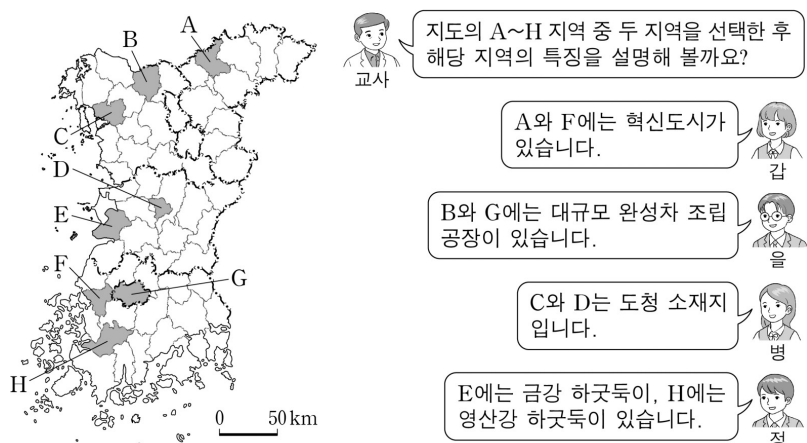 A
B
C
D
E
F
G
H
0 50km
교사
지도의 A~H 지역 중 두 지역을 선택한 후
해당 지역의 특징을 설명해 볼까요?
A와 F에는 혁신도시가
있습니다.
갑
B와 G에는 대규모 완성차 조립
공장이 있습니다.
을
C와 D는 도청 소재지
입니다.
병
E에는 금강 하굿둑이, H에는
영산강 하굿둑이 있습니다.
정